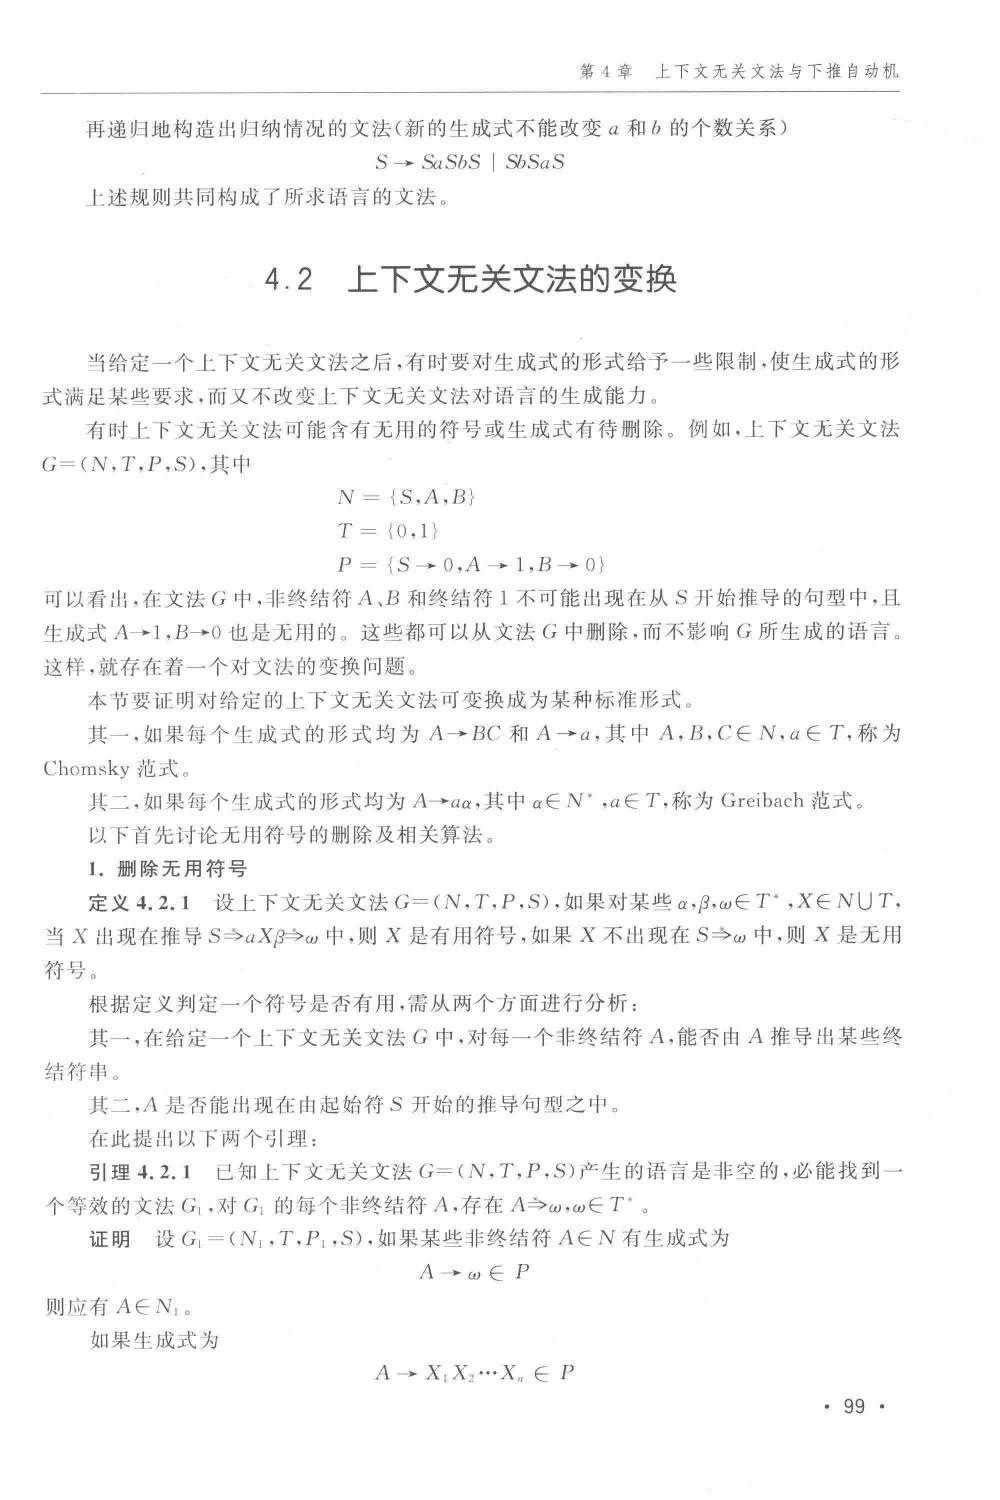 第4章 上下文无关文法与下推自动机
再递归地构造出归纳情况的文法(新的生成式不能改变 a 和 b 的个数关系)
S → SaSbS | SbSaS
上述规则共同构成了所求语言的文法。
4.2 上下文无关文法的变换
当给定一个上下文无关文法之后,有时要对生成式的形式给予一些限制,使生成式的形
式满足某些要求,而又不改变上下文无关文法对语言的生成能力。
有时上下文无关文法可能含有无用的符号或生成式有待删除。例如,上下文无关文法
G=(N,T,P,S),其中
N = {S,A,B}
T = {0,1}
P = {S → 0,A → 1,B → 0}
可以看出,在文法 G 中,非终结符 A、B 和终结符 1 不可能出现在从 S 开始推导的句型中,且
生成式 A→1,B→0 也是无用的。这些都可以从文法 G 中删除,而不影响 G 所生成的语言。
这样,就存在着一个对文法的变换问题。
本节要证明对给定的上下文无关文法可变换成为某种标准形式。
其一,如果每个生成式的形式均为 A→BC 和 A→a,其中 A,B,C∈N,a∈T,称为
Chomsky 范式。
其二,如果每个生成式的形式均为 A→aα,其中 α∈N*,a∈T,称为 Greibach 范式。
以下首先讨论无用符号的删除及相关算法。
1. 删除无用符号
定义 4.2.1 设上下文无关文法 G=(N,T,P,S),如果对某些 α,β,ω∈T*,X∈N∪T,
当 X 出现在推导 S⇒*αXβ⇒*ω 中,则 X 是有用符号,如果 X 不出现在 S⇒*ω 中,则 X 是无用
符号。
根据定义判定一个符号是否有用,需从两个方面进行分析:
其一,在给定一个上下文无关文法 G 中,对每一个非终结符 A,能否由 A 推导出某些终
结符串。
其二,A 是否能出现在由起始符 S 开始的推导句型之中。
在此提出以下两个引理:
引理 4.2.1 已知上下文无关文法 G=(N,T,P,S)产生的语言是非空的,必能找到一
个等效的文法 G₁,对 G₁ 的每个非终结符 A,存在 A⇒*ω,ω∈T*。
证明 设 G₁=(N₁,T,P₁,S),如果某些非终结符 A∈N 有生成式为
A → ω ∈ P
则应有 A∈N₁。
如果生成式为
A → X₁X₂⋯Xₙ ∈ P
· 99 ·